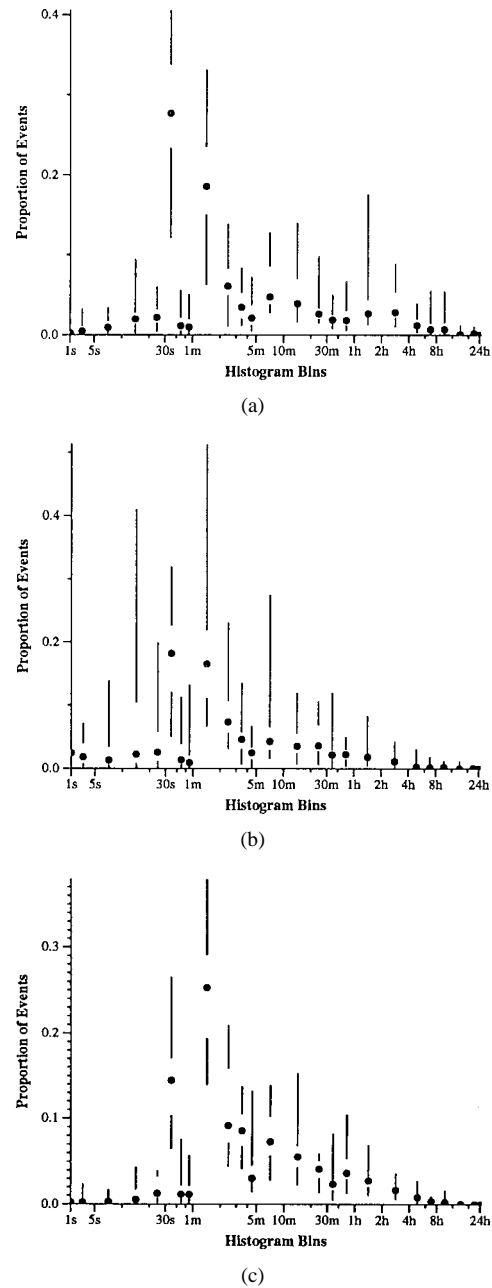 0.4
0.2
0.0
Proportion of Events
1s 5s 30s 1m 5m 10m 30m 1h 2h 4h 8h 24h
Histogram Bins
(a)
0.4
0.2
0.0
Proportion of Events
1s 5s 30s 1m 5m 10m 30m 1h 2h 4h 8h 24h
Histogram Bins
(b)
0.3
0.2
0.1
0.0
Proportion of Events
1s 5s 30s 1m 5m 10m 30m 1h 2h 4h 8h 24h
Histogram Bins
(c)